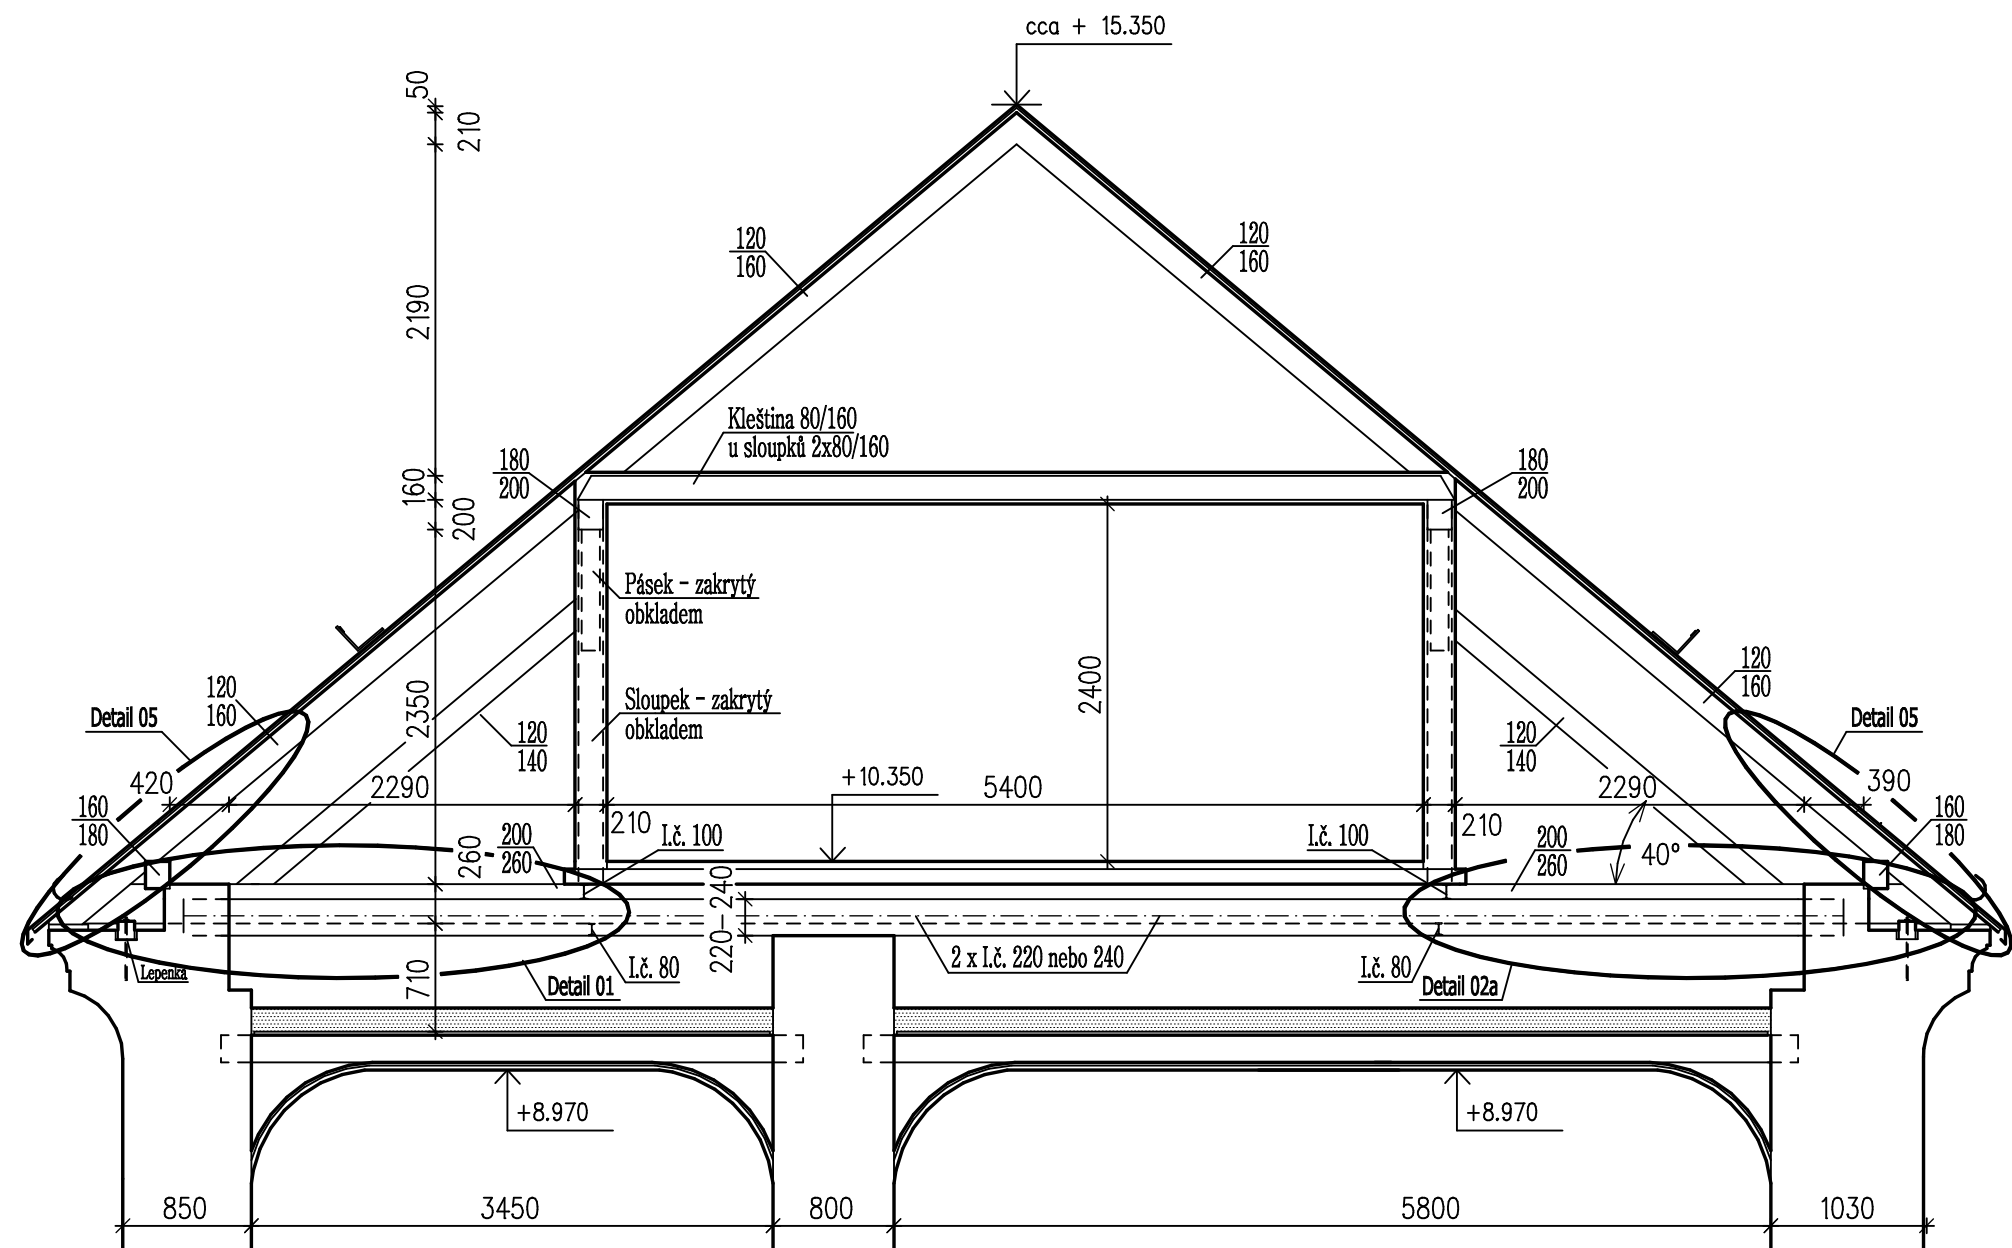 cca + 15.350
50
210
2190
120
160
120
160
Kleština 80/160
u sloupků 2x80/160
180
200
180
200
160
200
Pásek - zakrytý
obkladem
2350
2400
Sloupek - zakrytý
obkladem
120
160
120
160
Detail 05
Detail 05
120
140
120
140
420
2290
+10.350
5400
2290
390
160
180
160
180
210
210
260
200
260
I.č. 100
I.č. 100
200
260
40°
220-240
710
Lepenka
Detail 01
I.č. 80
2 x I.č. 220 nebo 240
I.č. 80
Detail 02a
+8.970
+8.970
850
3450
800
5800
1030